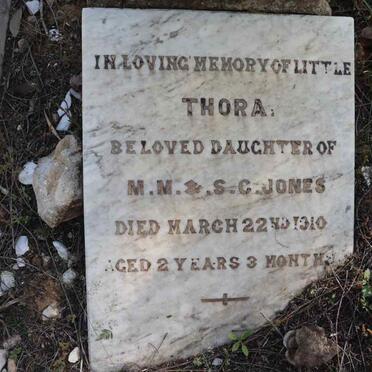 IN LOVING MEMORY OF LITTLE
THORA,
BELOVED DAUGHTER OF
M.M. & S.C. JONES
DIED MARCH 22ND 1910
AGED 2 YEARS 3 MONTHS